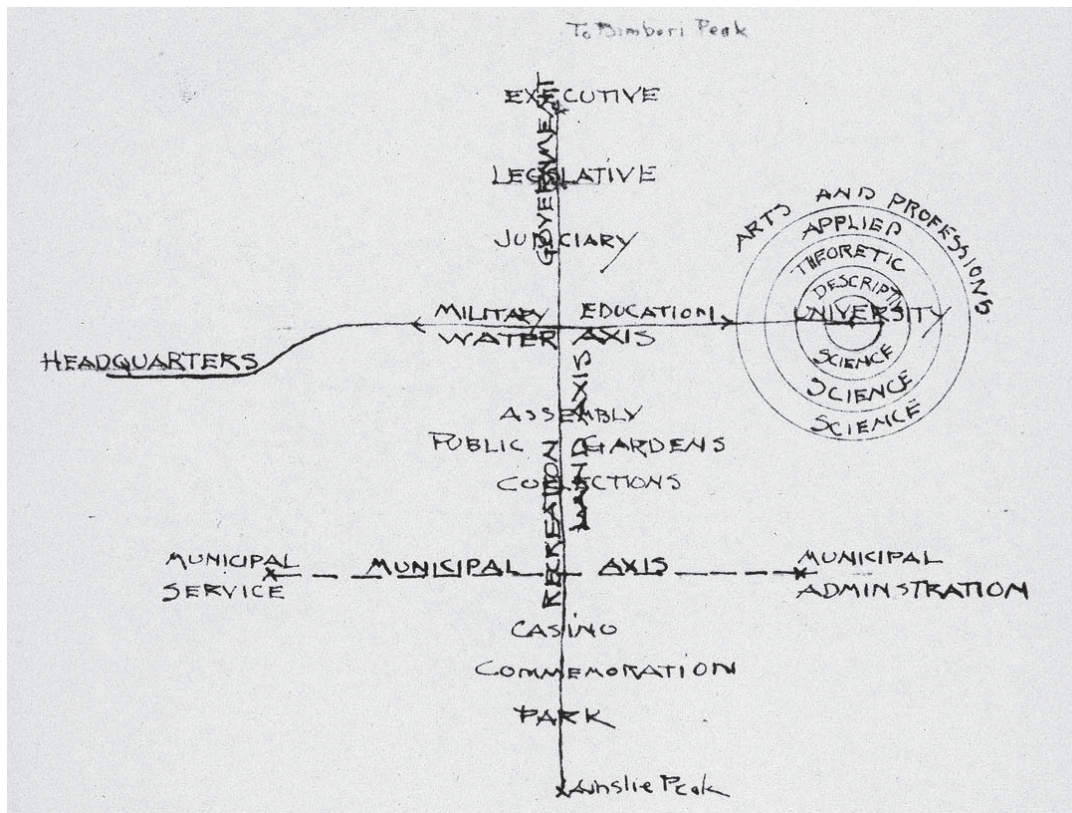 To Bimberi Peak
EXECUTIVE
GOVERNMENT
LEGISLATIVE
JUDICIARY
ARTS AND PROFESSIONS
APPLIED
THEORETIC
DESCRIPTIVE
MILITARY EDUCATION
UNIVERSITY
WATER AXIS
HEADQUARTERS
SCIENCE
SCIENCE
SCIENCE
LAND AXIS
ASSEMBLY
PUBLIC GARDENS
COLLECTIONS
RECREATION
MUNICIPAL SERVICE
MUNICIPAL AXIS
MUNICIPAL ADMINSTRATION
CASINO
COMMEMORATION
PARK
Ainslie Peak